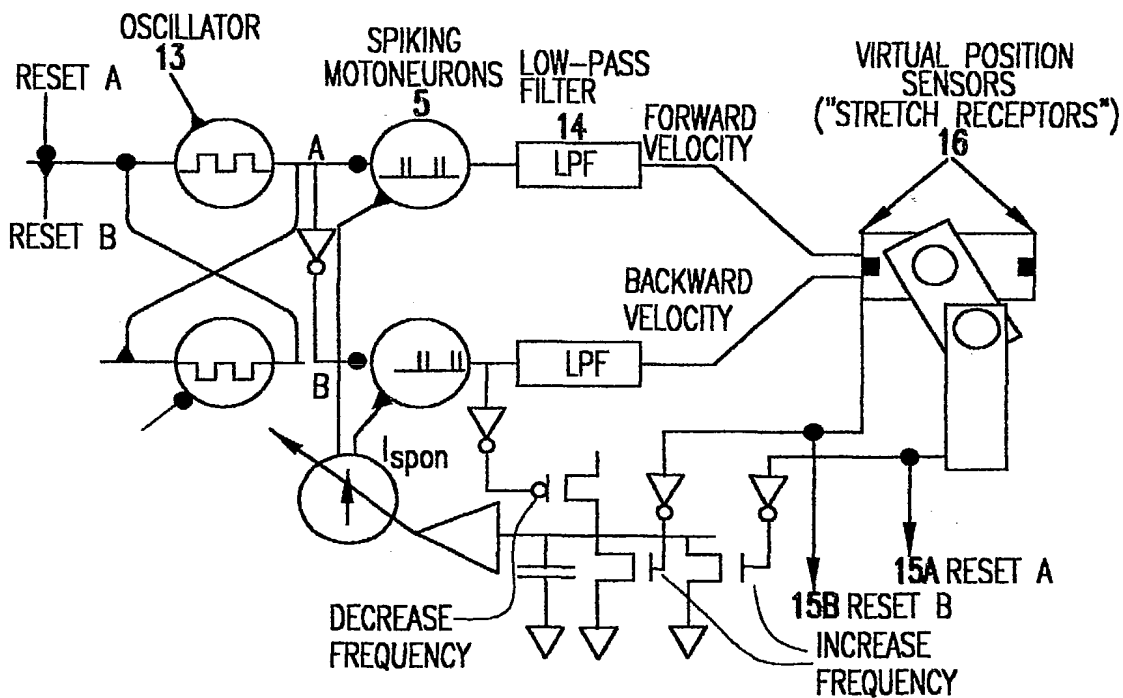 OSCILLATOR
13
RESET A
SPIKING
MOTONEURONS
5
LOW-PASS
FILTER
14
VIRTUAL POSITION
SENSORS
("STRETCH RECEPTORS")
16
FORWARD
VELOCITY
A
LPF
RESET B
BACKWARD
VELOCITY
B
LPF
Ispon
15A RESET A
15B RESET B
DECREASE
FREQUENCY
INCREASE
FREQUENCY